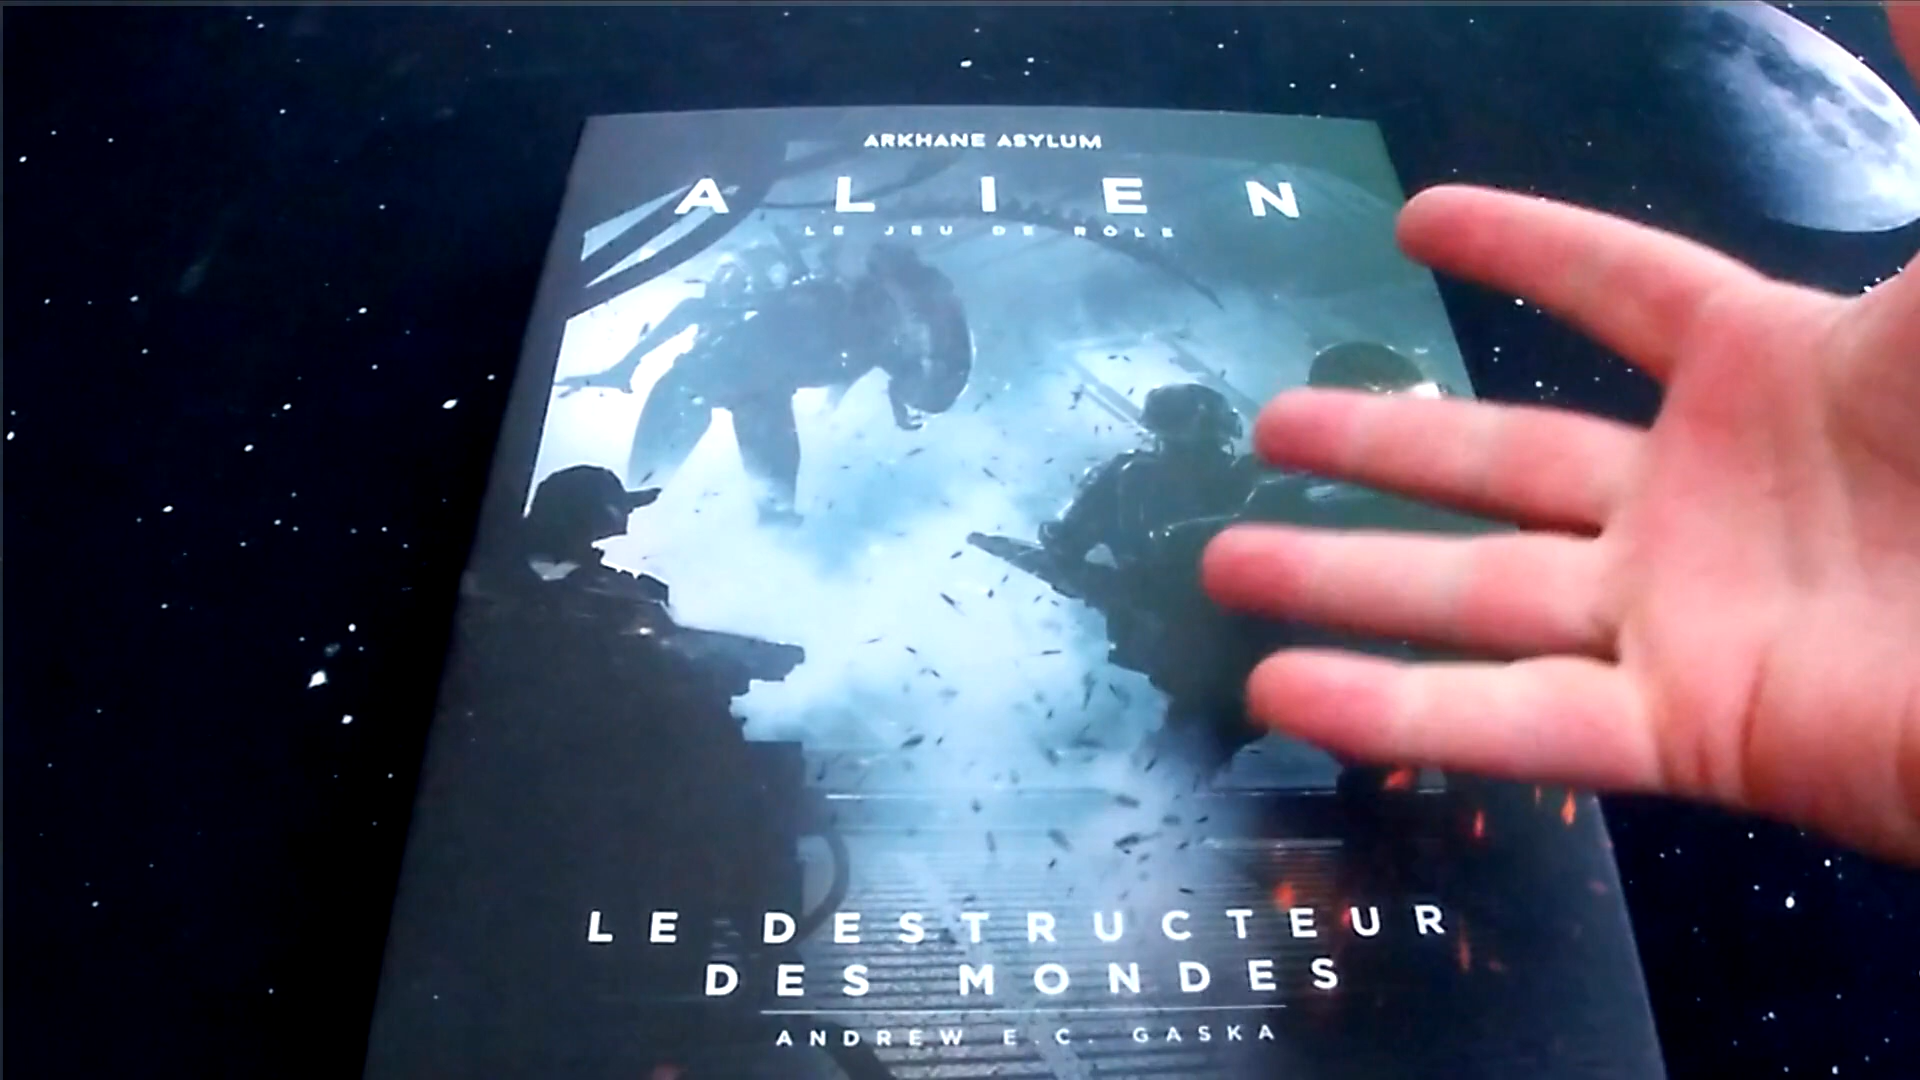 ARKHANE ASYLUM
ALIEN
LE JEU DE RÔLE
LE DESTRUCTEUR
DES MONDES
ANDREW E.C. GASKA